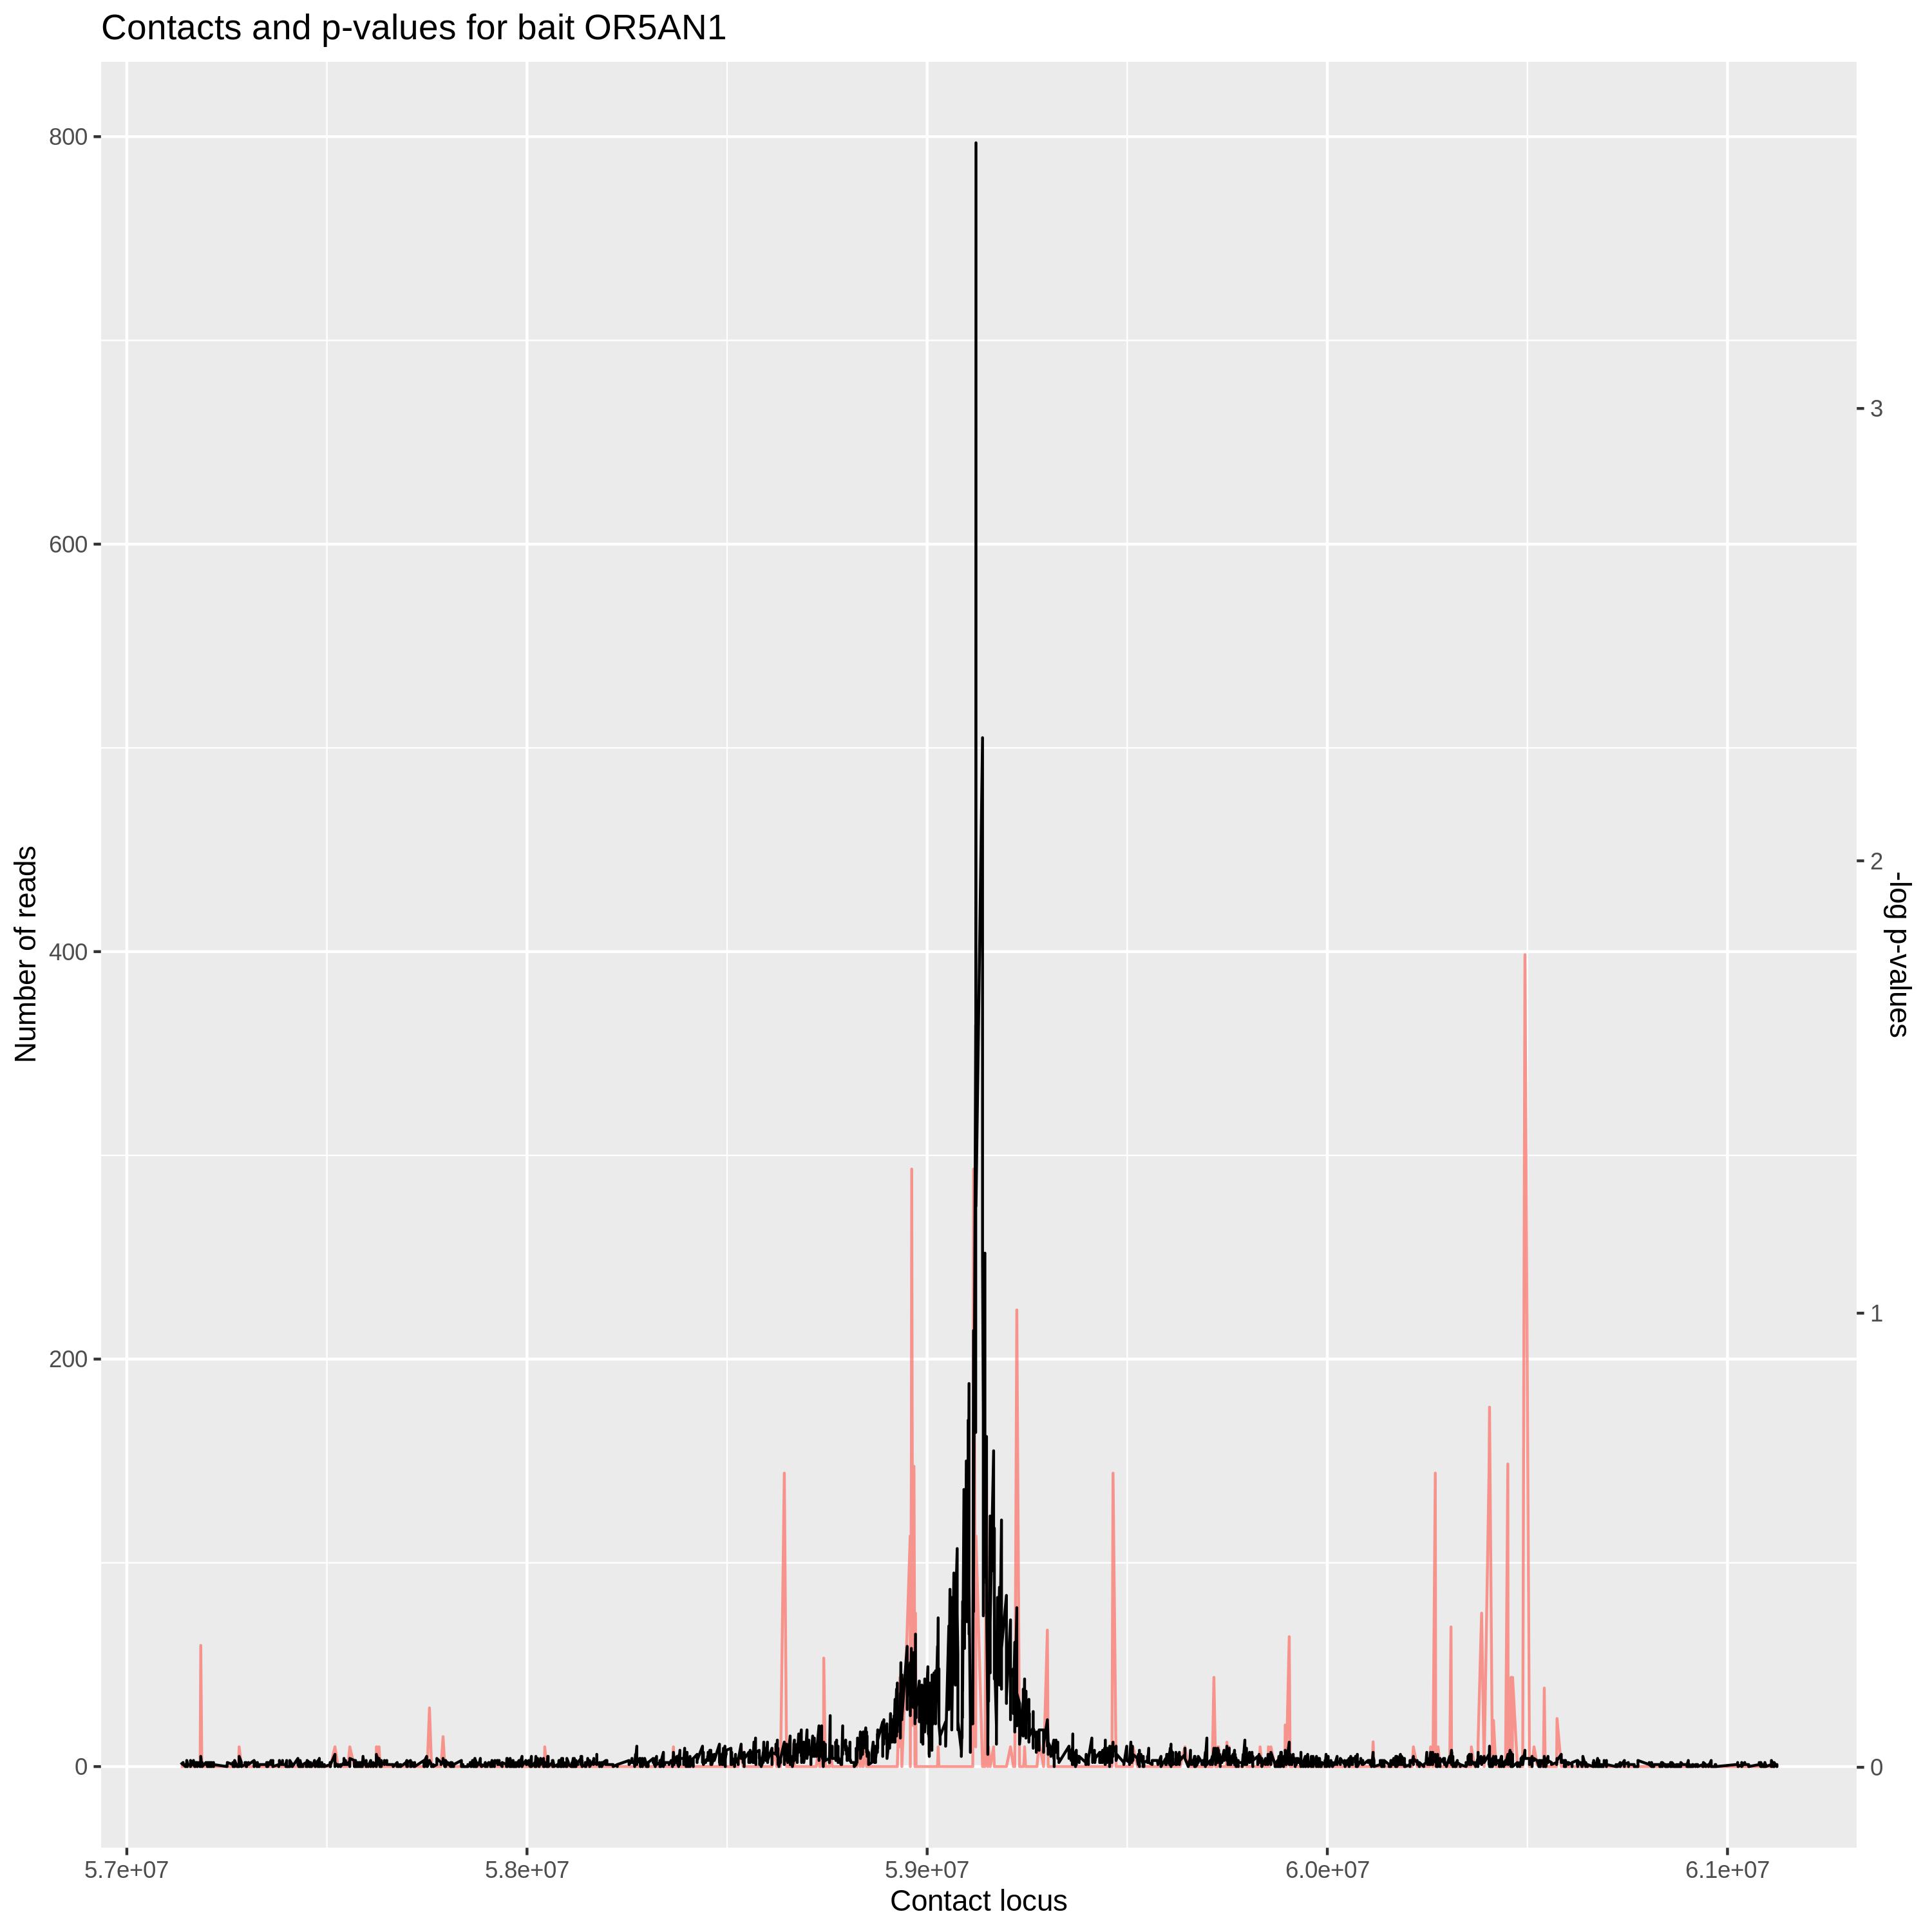 Contacts and p-values for bait OR5AN1
800
600
400
200
0
Number of reads
3
2
1
0
-log p-values
5.7e+07
5.8e+07
5.9e+07
6.0e+07
6.1e+07
Contact locus